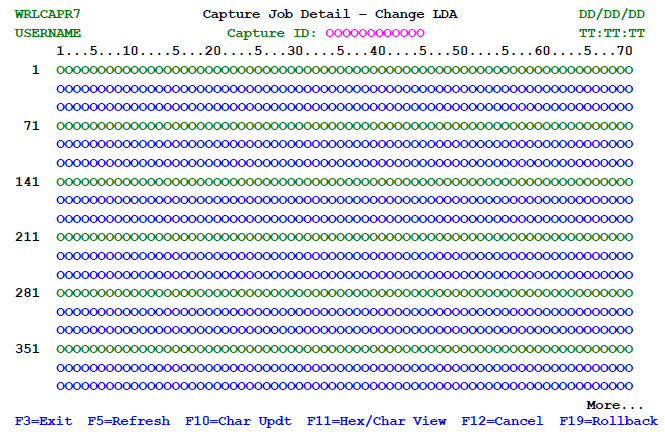 WRLCAPR7 Capture Job Detail - Change LDA DD/DD/DD
USERNAME Capture ID: OOOOOOOOOOOO TT:TT:TT
1...5...10....5...20....5...30....5...40....5...50....5...60....5...70
1 OOOOOOOOOOOOOOOOOOOOOOOOOOOOOOOOOOOOOOOOOOOOOOOOOOOOOOOOOOOOOOOOOOOOOO
OOOOOOOOOOOOOOOOOOOOOOOOOOOOOOOOOOOOOOOOOOOOOOOOOOOOOOOOOOOOOOOOOOOOOO
OOOOOOOOOOOOOOOOOOOOOOOOOOOOOOOOOOOOOOOOOOOOOOOOOOOOOOOOOOOOOOOOOOOOOO
71 OOOOOOOOOOOOOOOOOOOOOOOOOOOOOOOOOOOOOOOOOOOOOOOOOOOOOOOOOOOOOOOOOOOOOO
OOOOOOOOOOOOOOOOOOOOOOOOOOOOOOOOOOOOOOOOOOOOOOOOOOOOOOOOOOOOOOOOOOOOOO
OOOOOOOOOOOOOOOOOOOOOOOOOOOOOOOOOOOOOOOOOOOOOOOOOOOOOOOOOOOOOOOOOOOOOO
141 OOOOOOOOOOOOOOOOOOOOOOOOOOOOOOOOOOOOOOOOOOOOOOOOOOOOOOOOOOOOOOOOOOOOOO
OOOOOOOOOOOOOOOOOOOOOOOOOOOOOOOOOOOOOOOOOOOOOOOOOOOOOOOOOOOOOOOOOOOOOO
OOOOOOOOOOOOOOOOOOOOOOOOOOOOOOOOOOOOOOOOOOOOOOOOOOOOOOOOOOOOOOOOOOOOOO
211 OOOOOOOOOOOOOOOOOOOOOOOOOOOOOOOOOOOOOOOOOOOOOOOOOOOOOOOOOOOOOOOOOOOOOO
OOOOOOOOOOOOOOOOOOOOOOOOOOOOOOOOOOOOOOOOOOOOOOOOOOOOOOOOOOOOOOOOOOOOOO
OOOOOOOOOOOOOOOOOOOOOOOOOOOOOOOOOOOOOOOOOOOOOOOOOOOOOOOOOOOOOOOOOOOOOO
281 OOOOOOOOOOOOOOOOOOOOOOOOOOOOOOOOOOOOOOOOOOOOOOOOOOOOOOOOOOOOOOOOOOOOOO
OOOOOOOOOOOOOOOOOOOOOOOOOOOOOOOOOOOOOOOOOOOOOOOOOOOOOOOOOOOOOOOOOOOOOO
OOOOOOOOOOOOOOOOOOOOOOOOOOOOOOOOOOOOOOOOOOOOOOOOOOOOOOOOOOOOOOOOOOOOOO
351 OOOOOOOOOOOOOOOOOOOOOOOOOOOOOOOOOOOOOOOOOOOOOOOOOOOOOOOOOOOOOOOOOOOOOO
OOOOOOOOOOOOOOOOOOOOOOOOOOOOOOOOOOOOOOOOOOOOOOOOOOOOOOOOOOOOOOOOOOOOOO
OOOOOOOOOOOOOOOOOOOOOOOOOOOOOOOOOOOOOOOOOOOOOOOOOOOOOOOOOOOOOOOOOOOOOO
More...
F3=Exit F5=Refresh F10=Char Updt F11=Hex/Char View F12=Cancel F19=Rollback